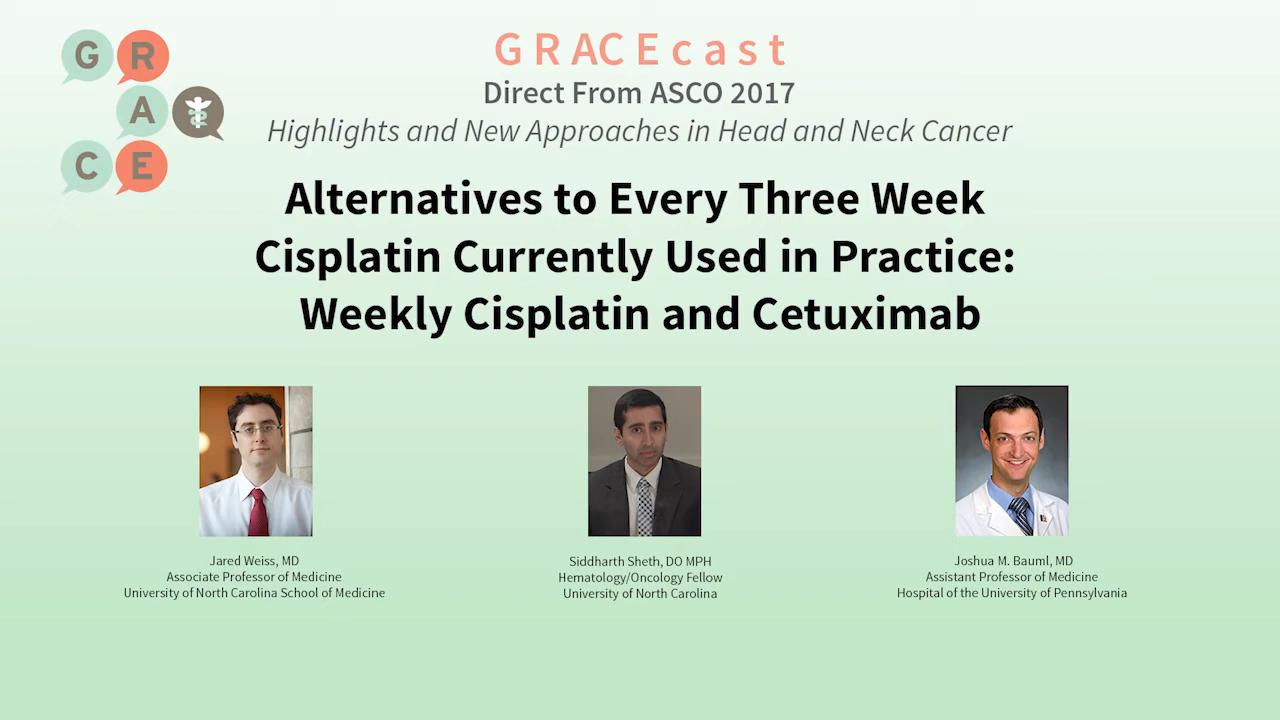 G R
A
C E
GRACEcast
Direct From ASCO 2017
Highlights and New Approaches in Head and Neck Cancer
Alternatives to Every Three Week
Cisplatin Currently Used in Practice:
Weekly Cisplatin and Cetuximab
Jared Weiss, MD
Associate Professor of Medicine
University of North Carolina School of Medicine
Siddharth Sheth, DO MPH
Hematology/Oncology Fellow
University of North Carolina
Joshua M. Bauml, MD
Assistant Professor of Medicine
Hospital of the University of Pennsylvania